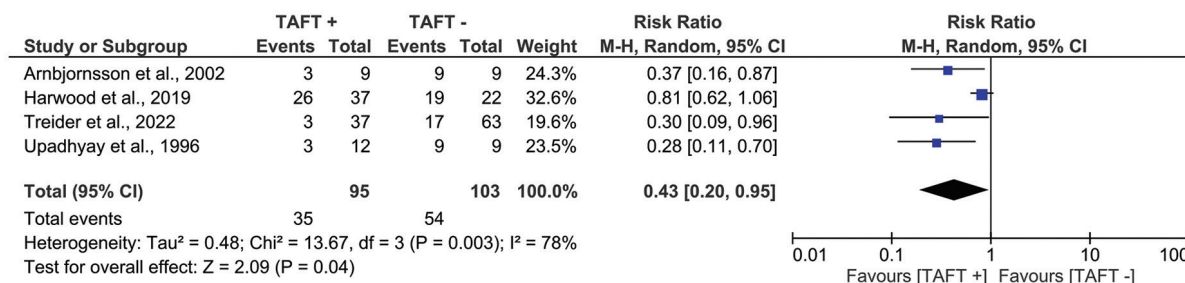 TAFT + TAFT - Risk Ratio Risk Ratio
Study or Subgroup Events Total Events Total Weight M-H, Random, 95% CI M-H, Random, 95% CI
Arnbjornsson et al., 2002 3 9 9 9 24.3% 0.37 [0.16, 0.87]
Harwood et al., 2019 26 37 19 22 32.6% 0.81 [0.62, 1.06]
Treider et al., 2022 3 37 17 63 19.6% 0.30 [0.09, 0.96]
Upadhyay et al., 1996 3 12 9 9 23.5% 0.28 [0.11, 0.70]
Total (95% CI) 95 103 100.0% 0.43 [0.20, 0.95]
Total events 35 54
Heterogeneity: Tau² = 0.48; Chi² = 13.67, df = 3 (P = 0.003); I² = 78%
Test for overall effect: Z = 2.09 (P = 0.04)
0.01 0.1 1 10 100
Favours [TAFT +] Favours [TAFT -]